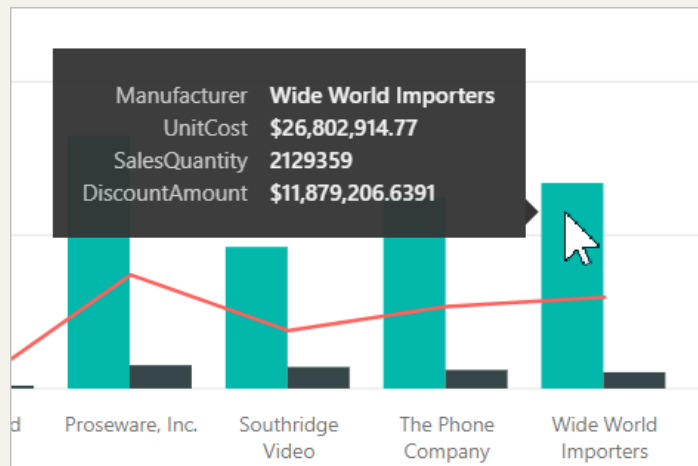 Manufacturer Wide World Importers
UnitCost $26,802,914.77
SalesQuantity 2129359
DiscountAmount $11,879,206.6391
d Proseware, Inc. Southridge The Phone Wide World
Video Company Importers